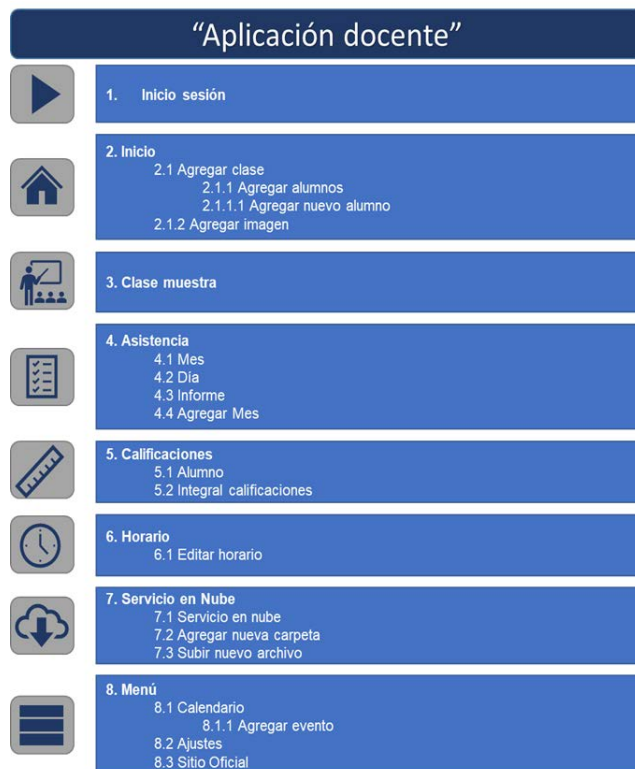 “Aplicación docente”
1. Inicio sesión
2. Inicio
2.1 Agregar clase
2.1.1 Agregar alumnos
2.1.1.1 Agregar nuevo alumno
2.1.2 Agregar imagen
3. Clase muestra
4. Asistencia
4.1 Mes
4.2 Día
4.3 Informe
4.4 Agregar Mes
5. Calificaciones
5.1 Alumno
5.2 Integral calificaciones
6. Horario
6.1 Editar horario
7. Servicio en Nube
7.1 Servicio en nube
7.2 Agregar nueva carpeta
7.3 Subir nuevo archivo
8. Menú
8.1 Calendario
8.1.1 Agregar evento
8.2 Ajustes
8.3 Sitio Oficial